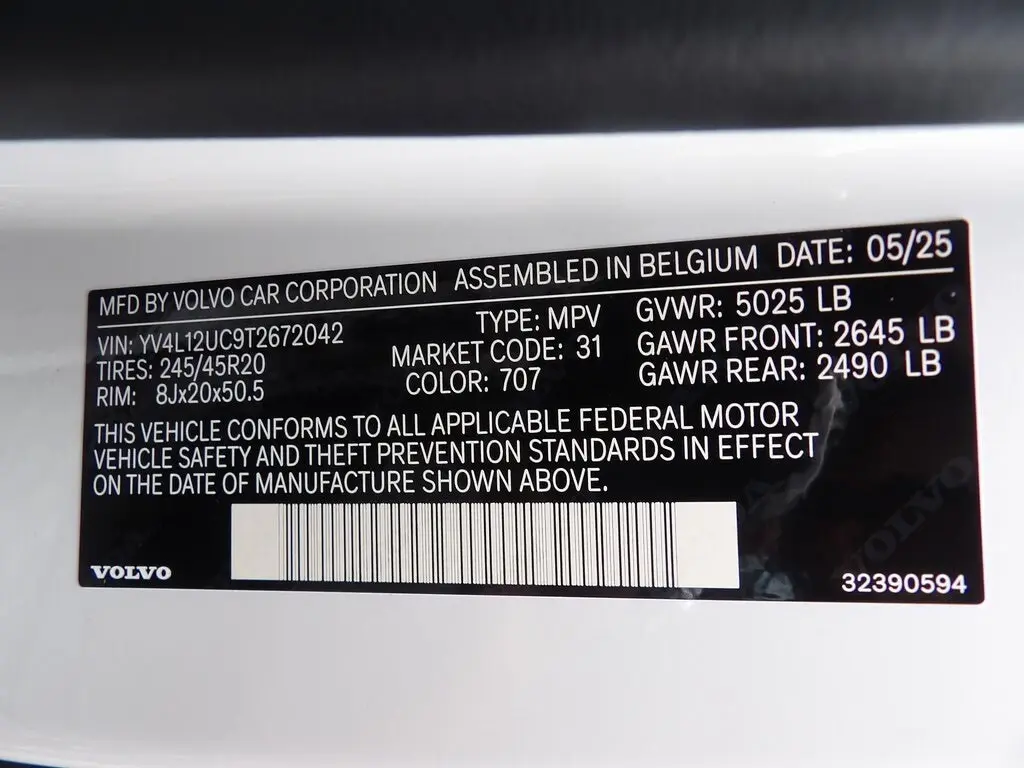 MFD BY VOLVO CAR CORPORATION ASSEMBLED IN BELGIUM DATE: 05/25
VIN: YV4L12UC9T2672042 TYPE: MPV GVWR: 5025 LB
TIRES: 245/45R20 MARKET CODE: 31 GAWR FRONT: 2645 LB
RIM: 8Jx20x50.5 COLOR: 707 GAWR REAR: 2490 LB
THIS VEHICLE CONFORMS TO ALL APPLICABLE FEDERAL MOTOR
VEHICLE SAFETY AND THEFT PREVENTION STANDARDS IN EFFECT
ON THE DATE OF MANUFACTURE SHOWN ABOVE.
VOLVO
32390594
VOLVO